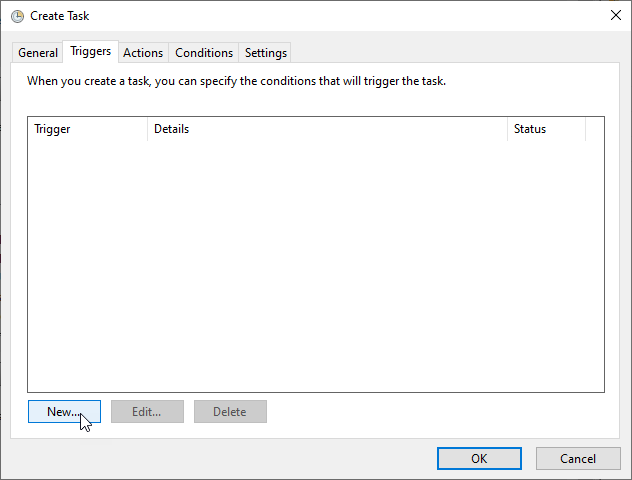 Create Task
General Triggers Actions Conditions Settings
When you create a task, you can specify the conditions that will trigger the task.
Trigger Details Status
New... Edit... Delete
OK Cancel